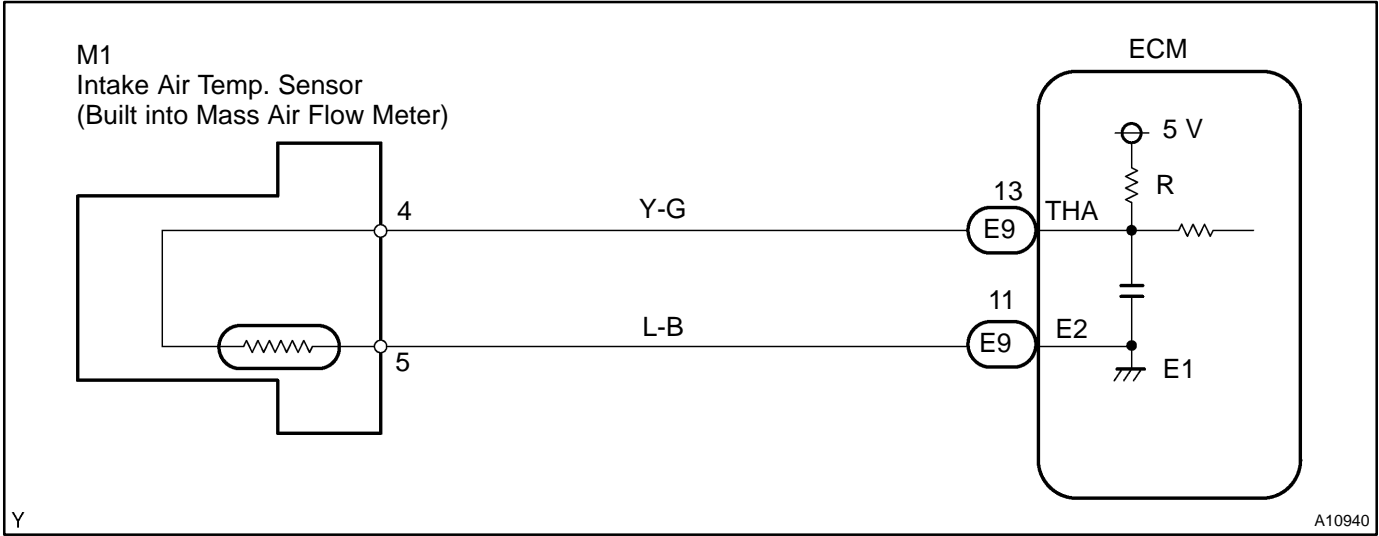 M1
Intake Air Temp. Sensor
(Built into Mass Air Flow Meter)
ECM
5 V
R
4
Y-G
13
E9
THA
5
L-B
11
E9
E2
E1
Y
A10940